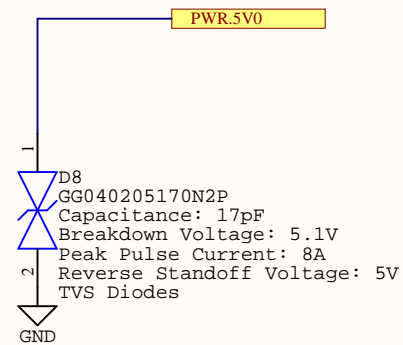 PWR.5V0
1
D8
GG040205170N2P
Capacitance: 17pF
Breakdown Voltage: 5.1V
Peak Pulse Current: 8A
2
Reverse Standoff Voltage: 5V
TVS Diodes
GND